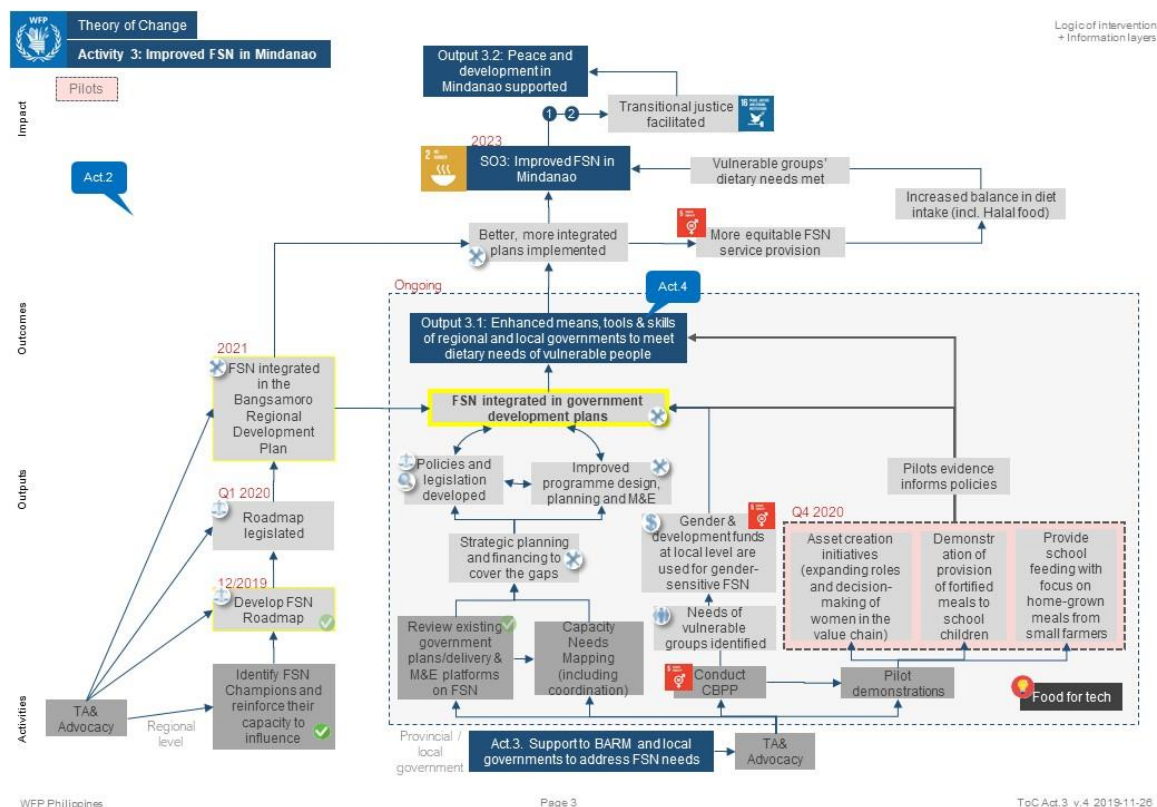 WFP
Theory of Change
Activity 3: Improved FSN in Mindanao
Logic of intervention
+ Information layers
Pilots
Impact
Output 3.2: Peace and
development in
Mindanao supported
1 2
Transitional justice
facilitated
16
2023
2
SO3: Improved FSN in
Mindanao
Vulnerable groups'
dietary needs met
Act.2
Increased balance in diet
intake (incl. Halal food)
Better, more integrated
plans implemented
5
More equitable FSN
service provision
Outcomes
Ongoing
Act.4
Output 3.1: Enhanced means, tools & skills
of regional and local governments to meet
dietary needs of vulnerable people
2021
FSN integrated
in the
Bangsamoro
Regional
Development
Plan
FSN integrated in government
development plans
Outputs
Policies and
legislation
developed
Improved
programme design,
planning and M&E
Pilots evidence
informs policies
Q1 2020
Roadmap
legislated
Strategic planning
and financing to
cover the gaps
$
Gender &
development funds
at local level are
used for gender-
sensitive FSN
5
Q4 2020
Asset creation
initiatives
(expanding roles
and decision-
making of
women in the
value chain)
Demonstr
ation of
provision
of fortified
meals to
school
children
Provide
school
feeding with
focus on
home-grown
meals from
small farmers
12/2019
Develop FSN
Roadmap
Activities
Review existing
government
plans/delivery &
M&E platforms
on FSN
Capacity
Needs
Mapping
(including
coordination)
Needs of
vulnerable
groups identified
5
Conduct
CBPP
Pilot
demonstrations
Food for tech
Identify FSN
Champions and
reinforce their
capacity to
influence
TA&
Advocacy
Regional
level
Provincial /
local
government
Act.3. Support to BARM and local
governments to address FSN needs
TA&
Advocacy
WFP Philippines
Page 3
ToC Act.3 v.4 2019-11-26